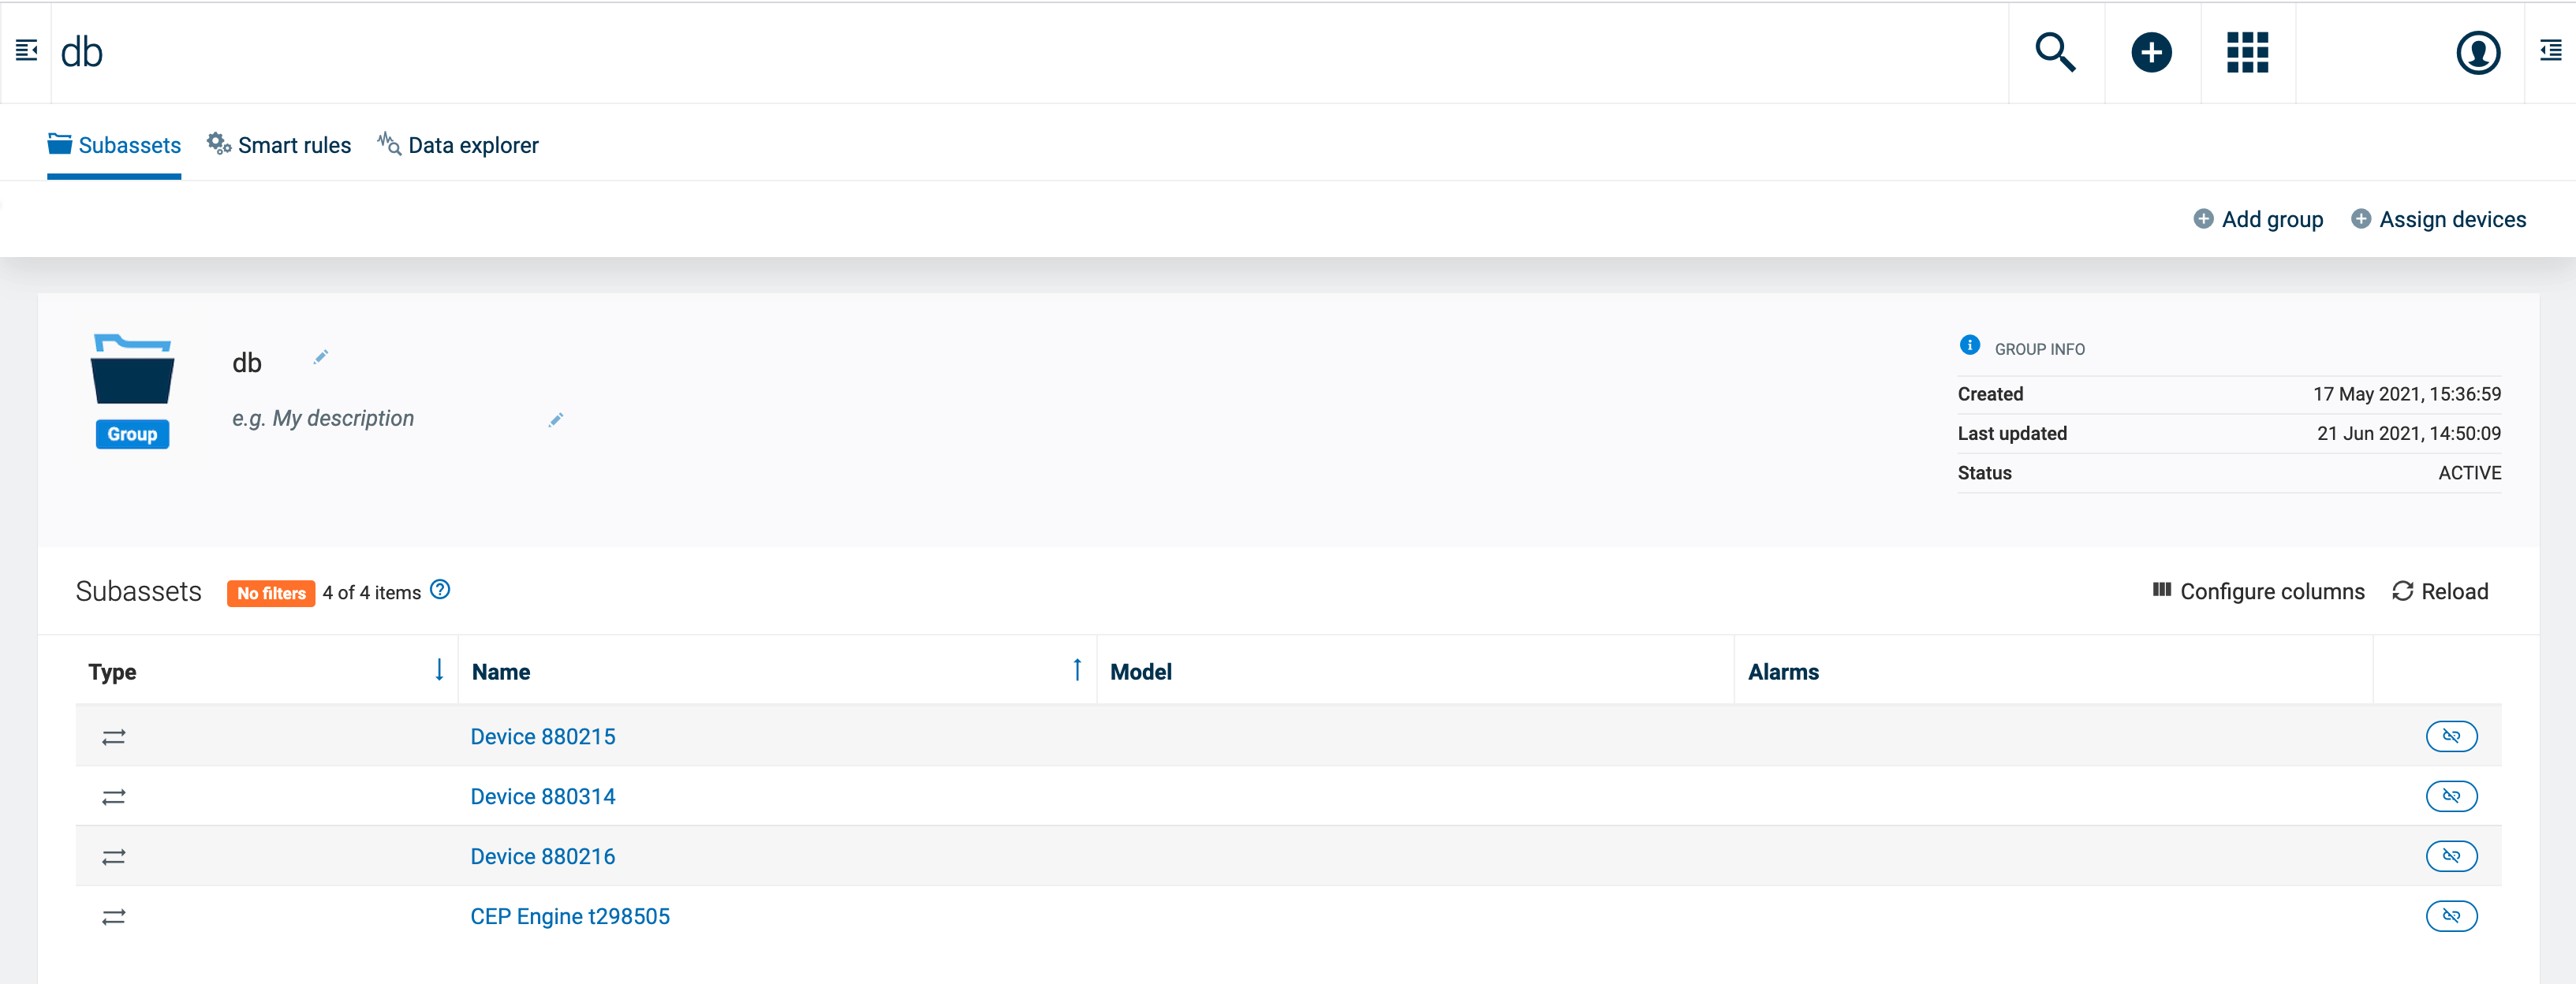 db
Subassets Smart rules Data explorer
Add group Assign devices
db
e.g. My description
Group
GROUP INFO
Created 17 May 2021, 15:36:59
Last updated 21 Jun 2021, 14:50:09
Status ACTIVE
Subassets No filters 4 of 4 items Configure columns Reload
Type Name Model Alarms
Device 880215
Device 880314
Device 880216
CEP Engine t298505